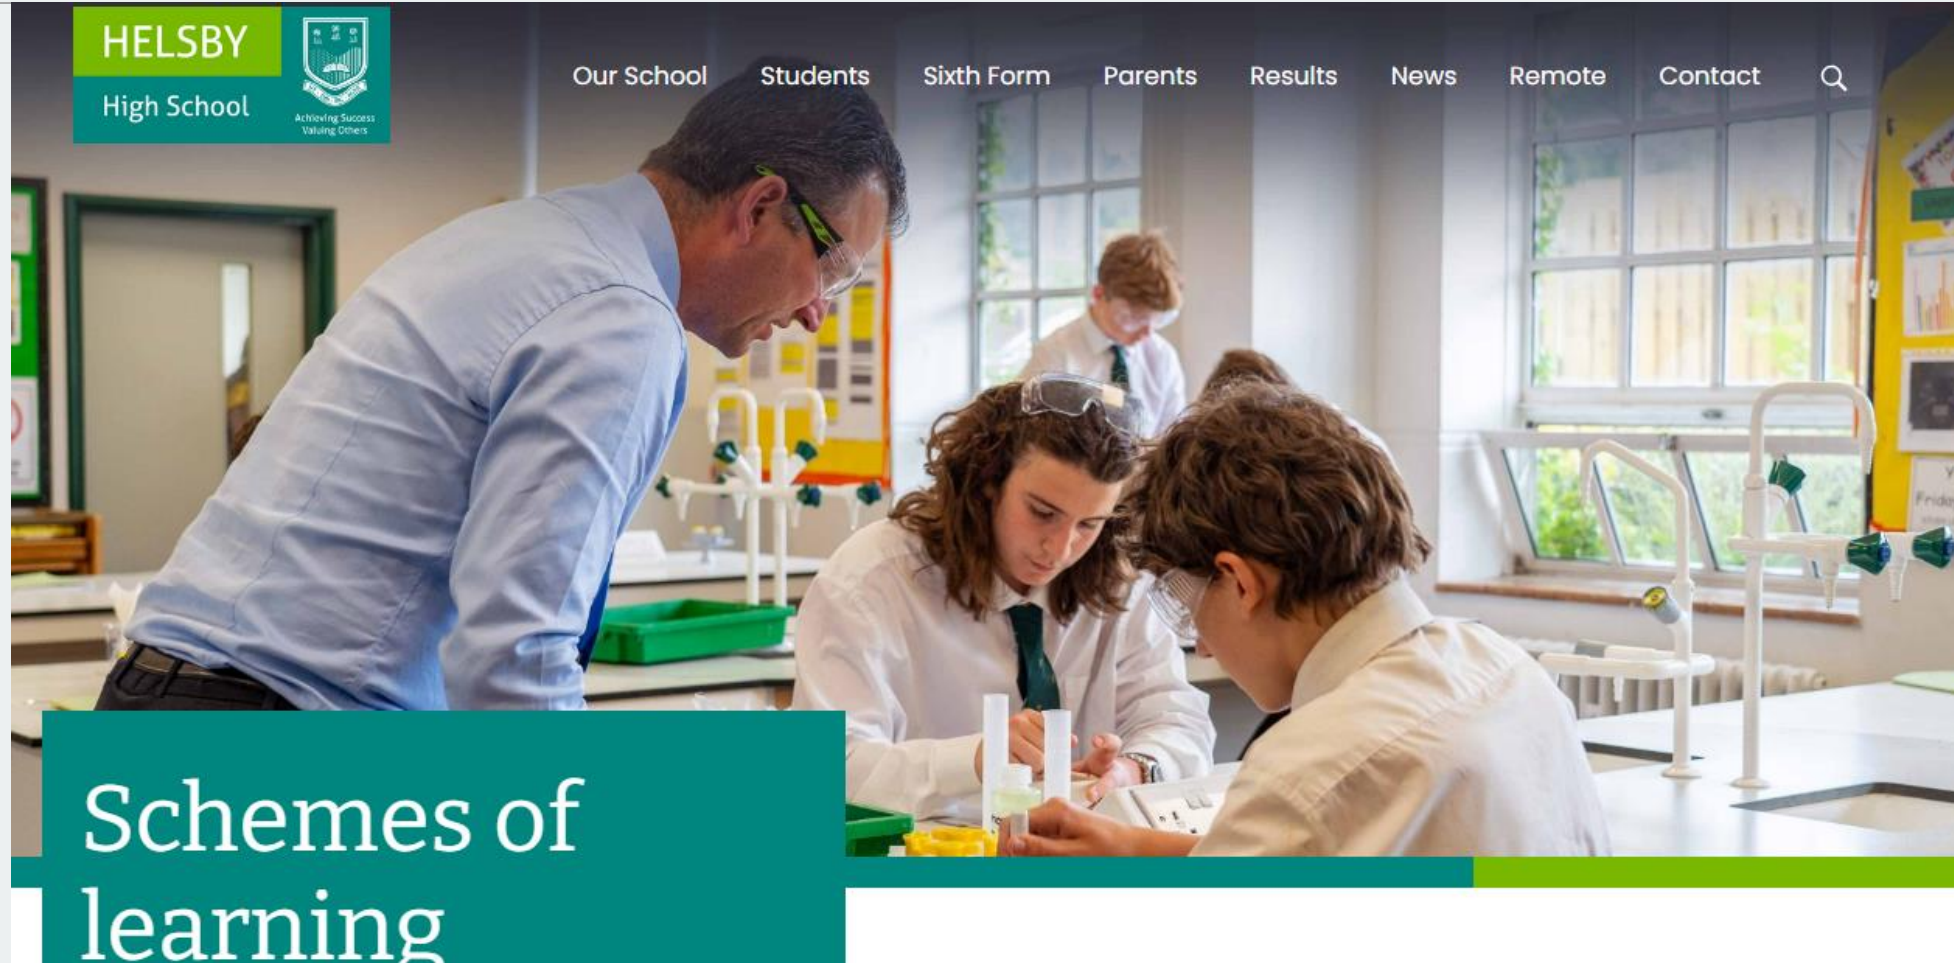 HELSBY
High School
Achieving Success
Valuing Others
Our School Students Sixth Form Parents Results News Remote Contact
Schemes of
learning